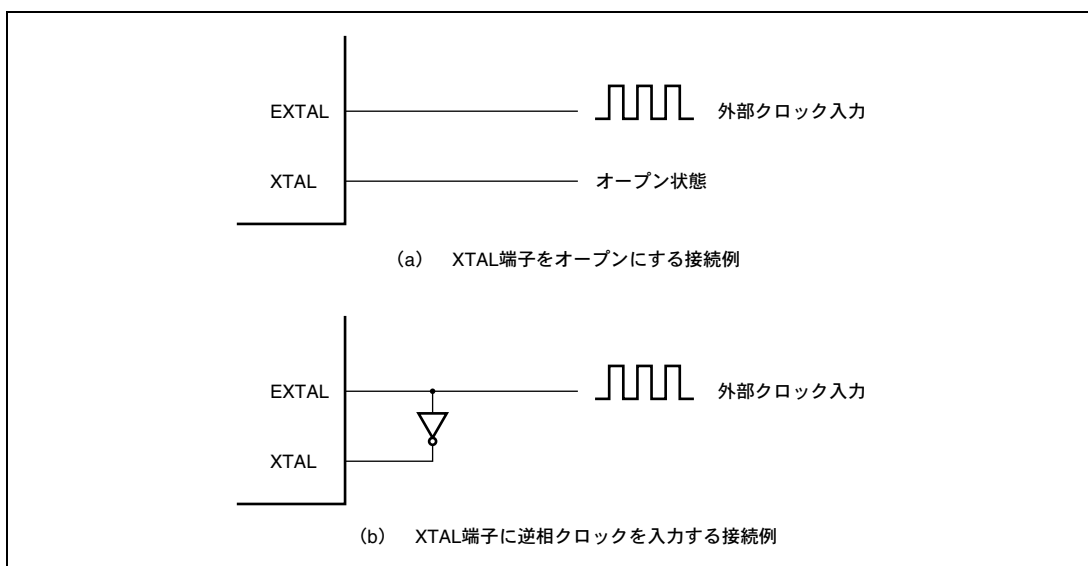 EXTAL 外部クロック入力
XTAL オープン状態
(a) XTAL端子をオープンにする接続例
EXTAL 外部クロック入力
XTAL
(b) XTAL端子に逆相クロックを入力する接続例